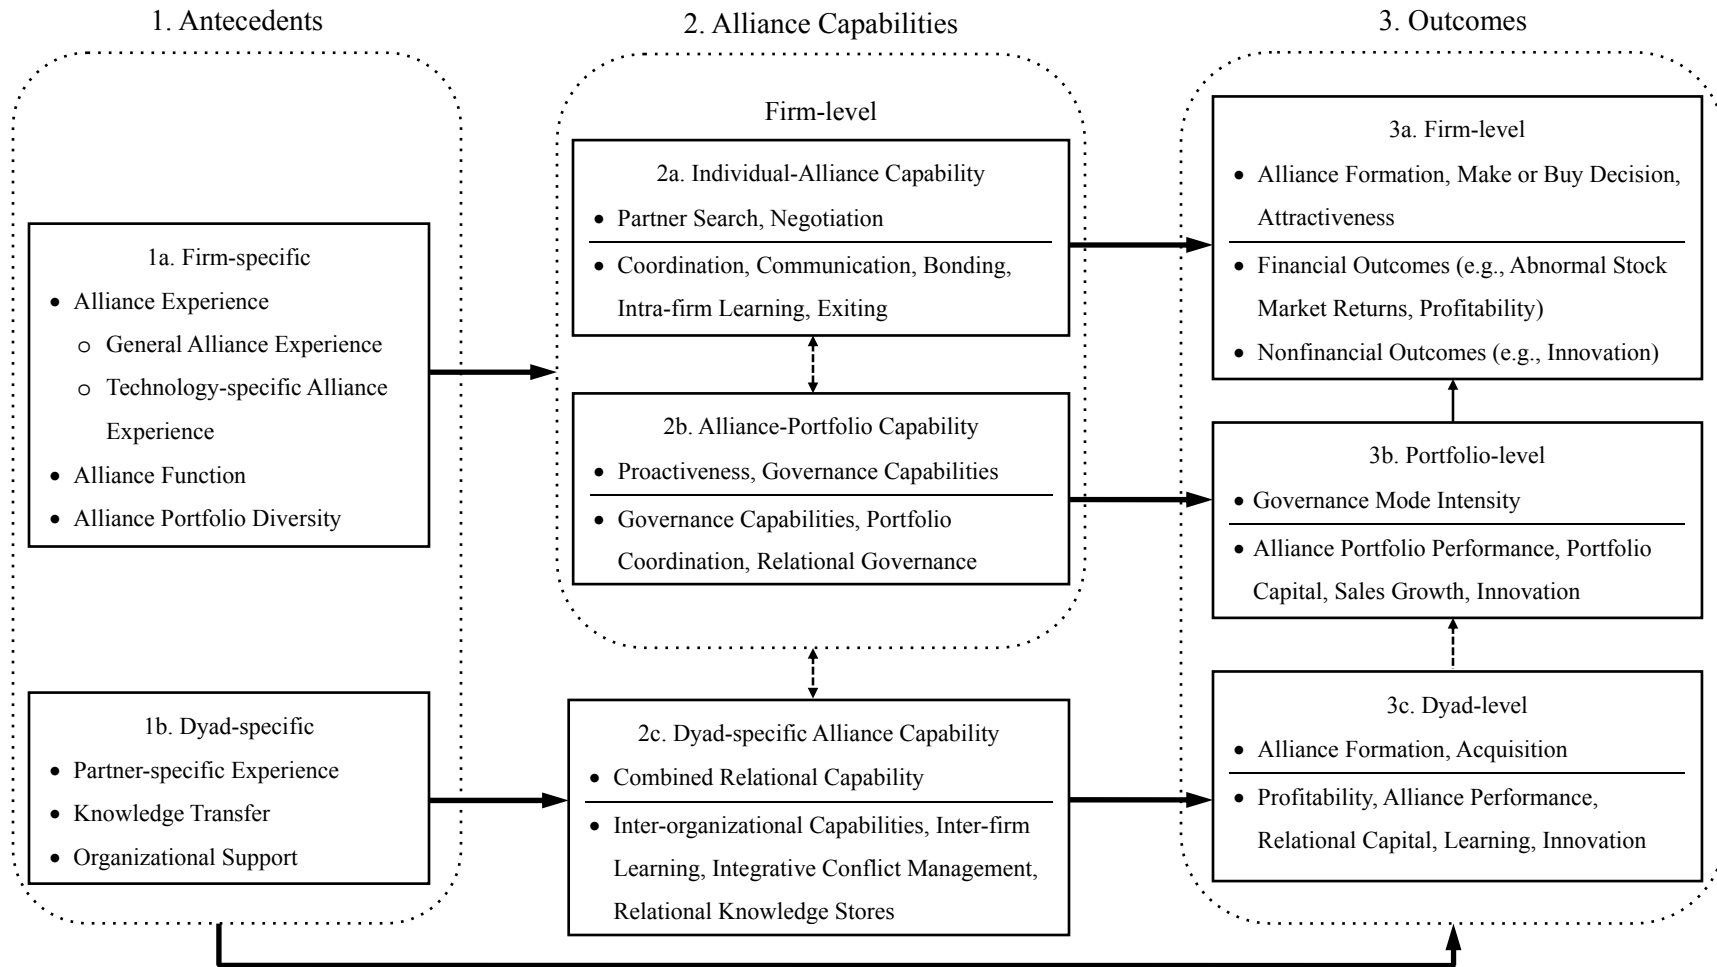 1. Antecedents
1a. Firm-specific
• Alliance Experience
o General Alliance Experience
o Technology-specific Alliance
Experience
• Alliance Function
• Alliance Portfolio Diversity
1b. Dyad-specific
• Partner-specific Experience
• Knowledge Transfer
• Organizational Support
2. Alliance Capabilities
Firm-level
2a. Individual-Alliance Capability
• Partner Search, Negotiation
• Coordination, Communication, Bonding,
Intra-firm Learning, Exiting
2b. Alliance-Portfolio Capability
• Proactiveness, Governance Capabilities
• Governance Capabilities, Portfolio
Coordination, Relational Governance
2c. Dyad-specific Alliance Capability
• Combined Relational Capability
• Inter-organizational Capabilities, Inter-firm
Learning, Integrative Conflict Management,
Relational Knowledge Stores
3. Outcomes
3a. Firm-level
• Alliance Formation, Make or Buy Decision,
Attractiveness
• Financial Outcomes (e.g., Abnormal Stock
Market Returns, Profitability)
• Nonfinancial Outcomes (e.g., Innovation)
3b. Portfolio-level
• Governance Mode Intensity
• Alliance Portfolio Performance, Portfolio
Capital, Sales Growth, Innovation
3c. Dyad-level
• Alliance Formation, Acquisition
• Profitability, Alliance Performance,
Relational Capital, Learning, Innovation